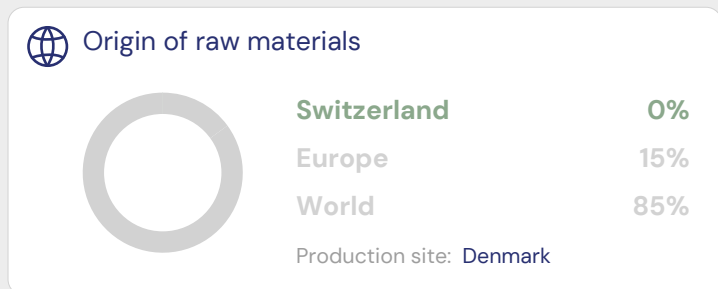 Origin of raw materials
Switzerland 0%
Europe 15%
World 85%
Production site: Denmark